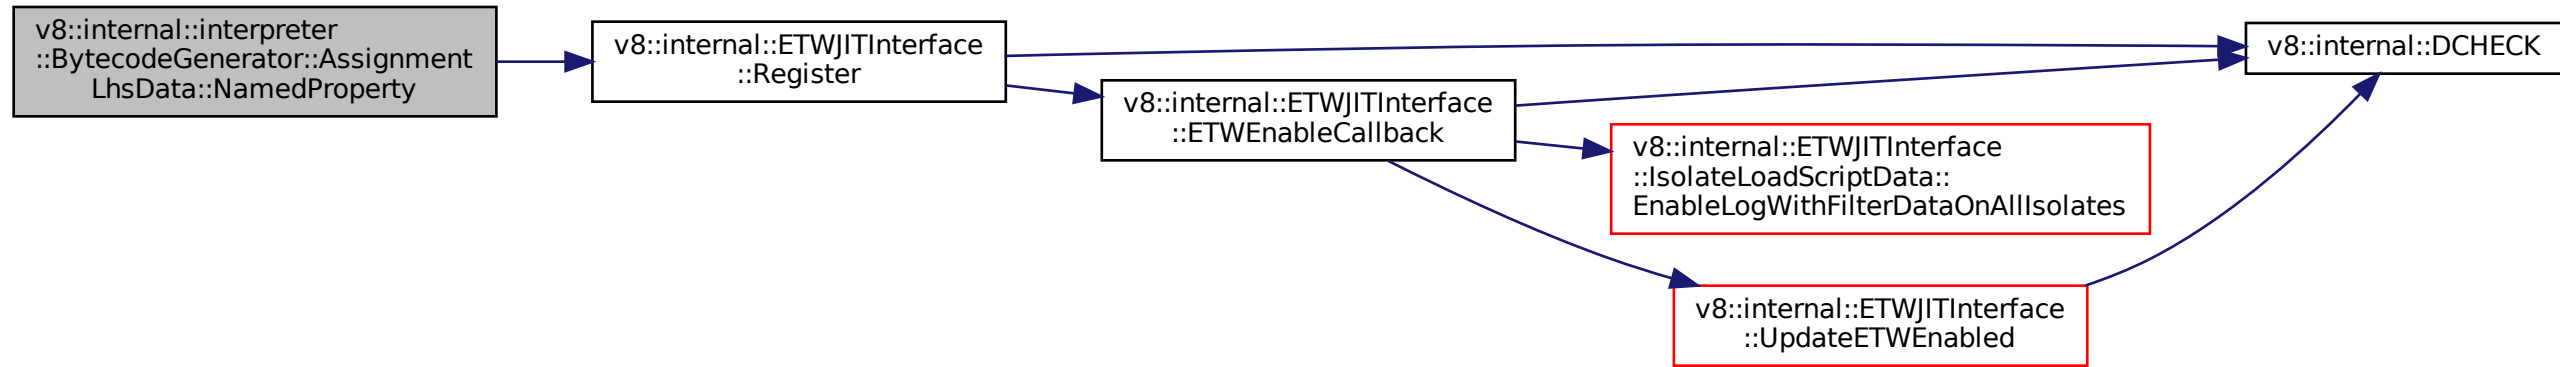 v8::internal::interpreter
::BytecodeGenerator::Assignment
LhsData::NamedProperty
v8::internal::ETWJITInterface
::Register
v8::internal::ETWJITInterface
::ETWEnableCallback
v8::internal::DCHECK
v8::internal::ETWJITInterface
::IsolateLoadScriptData::
EnableLogWithFilterDataOnAllIsolates
v8::internal::ETWJITInterface
::UpdateETWEnabled